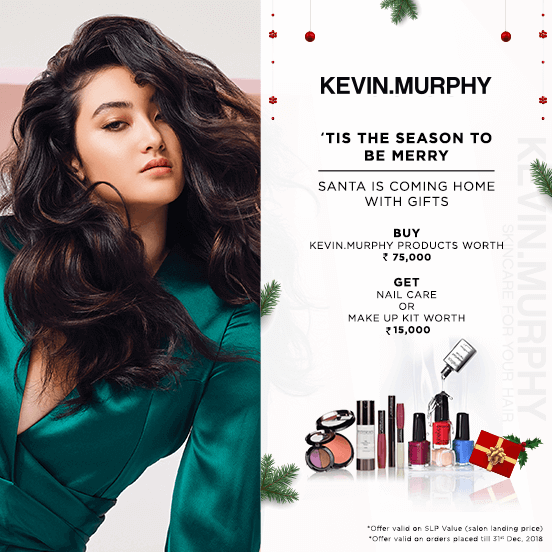 KEVIN.MURPHY
'TIS THE SEASON TO
BE MERRY
SANTA IS COMING HOME
WITH GIFTS
BUY
KEVIN.MURPHY PRODUCTS WORTH
₹ 75,000
GET
NAIL CARE
OR
MAKE UP KIT WORTH
₹ 15,000
KEVIN.MURPHY
SKINCARE FOR YOUR HAIR
*Offer valid on SLP Value (salon landing price)
*Offer valid on orders placed till 31st Dec, 2018